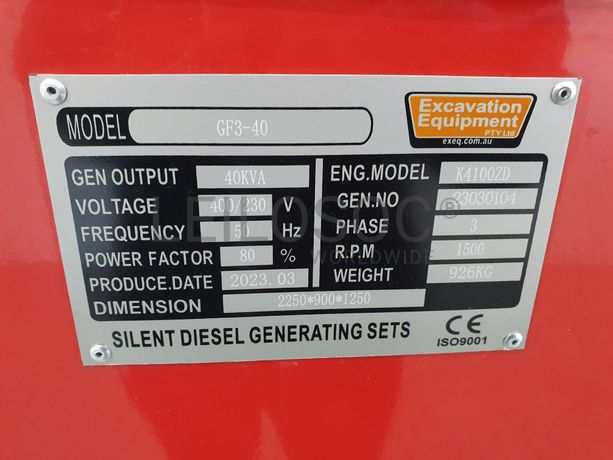 MODEL GF3-40
Excavation
Equipment
PTY Ltd
exeq.com.au
GEN OUTPUT 40KVA
VOLTAGE 400/230 V
FREQUENCY 50 Hz
POWER FACTOR 80 %
PRODUCE.DATE 2023.03
DIMENSION 2250*900*1250
ENG.MODEL K4100ZD
GEN.NO 23030104
PHASE 3
R.P.M 1500
WEIGHT 926KG
LEILOSOC®
WORLDWIDE
SILENT DIESEL GENERATING SETS
CE
ISO9001